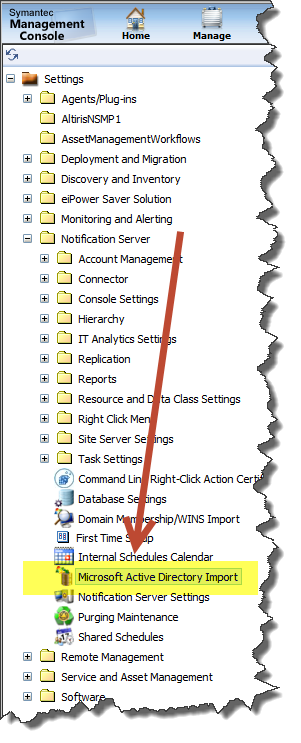 Symantec
Management
Console
Home
Manage
Settings
Agents/Plug-ins
AltirisNSMP1
AssetManagementWorkflows
Deployment and Migration
Discovery and Inventory
eiPower Saver Solution
Monitoring and Alerting
Notification Server
Account Management
Connector
Console Settings
Hierarchy
IT Analytics Settings
Replication
Reports
Resource and Data Class Settings
Right Click Menu
Site Server Settings
Task Settings
Command Line Right-Click Action Certi
Database Settings
Domain Membership/WINS Import
First Time Setup
Internal Schedules Calendar
Microsoft Active Directory Import
Notification Server Settings
Purging Maintenance
Shared Schedules
Remote Management
Service and Asset Management
Software